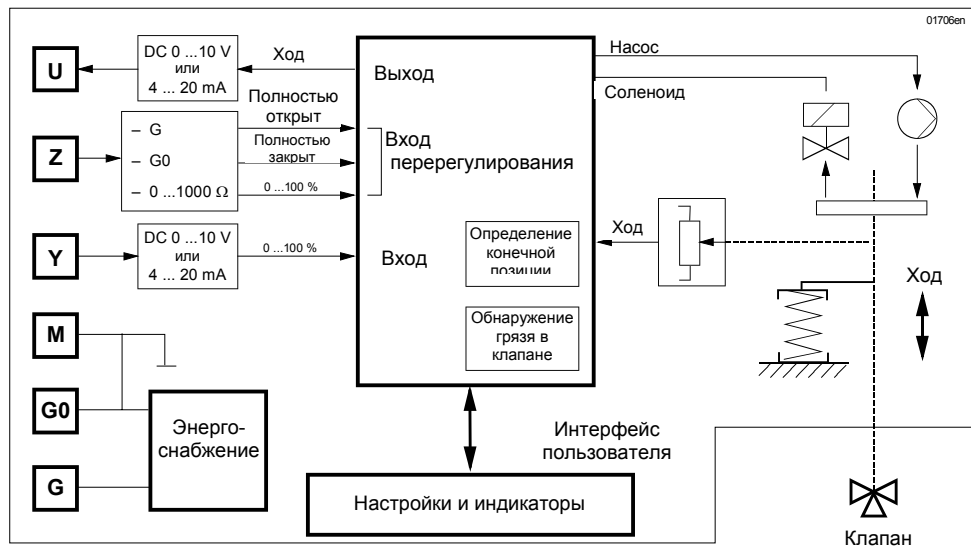 01706en
U
DC 0 ...10 V
или
4 ... 20 mA
Ход
Выход
Насос
Соленоид
Z
– G
– G0
– 0 ...1000 Ω
Полностью
открыт
Полностью
закрыт
0 ...100 %
Вход
перерегулирования
Y
DC 0 ...10 V
или
4 ... 20 mA
0 ...100 %
Вход
Определение
конечной
позиции
Ход
Ход
Обнаружение
грязя в
клапане
M
G0
G
Энерго-
снабжение
Интерфейс
пользователя
Настройки и индикаторы
Клапан